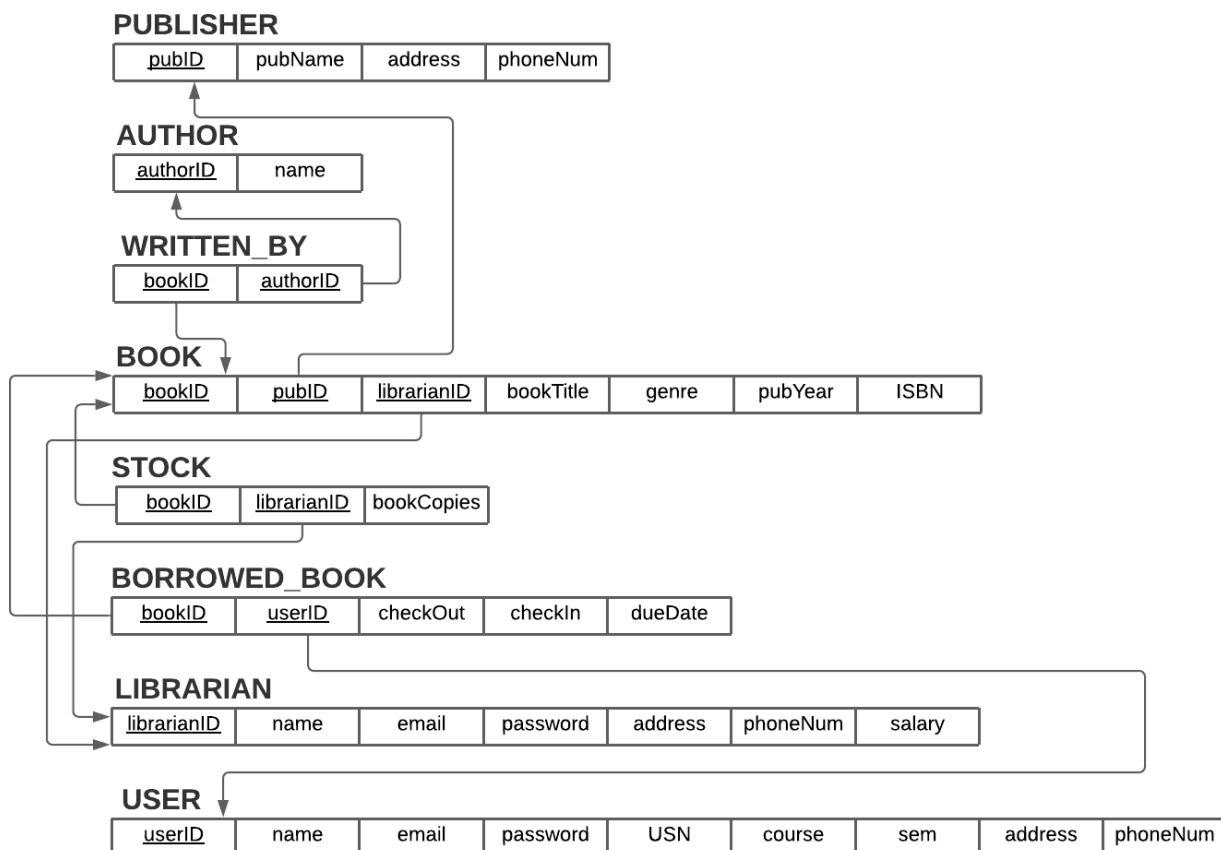 PUBLISHER
pubID pubName address phoneNum
AUTHOR
authorID name
WRITTEN_BY
bookID authorID
BOOK
bookID pubID librarianID bookTitle genre pubYear ISBN
STOCK
bookID librarianID bookCopies
BORROWED_BOOK
bookID userID checkOut checkIn dueDate
LIBRARIAN
librarianID name email password address phoneNum salary
USER
userID name email password USN course sem address phoneNum